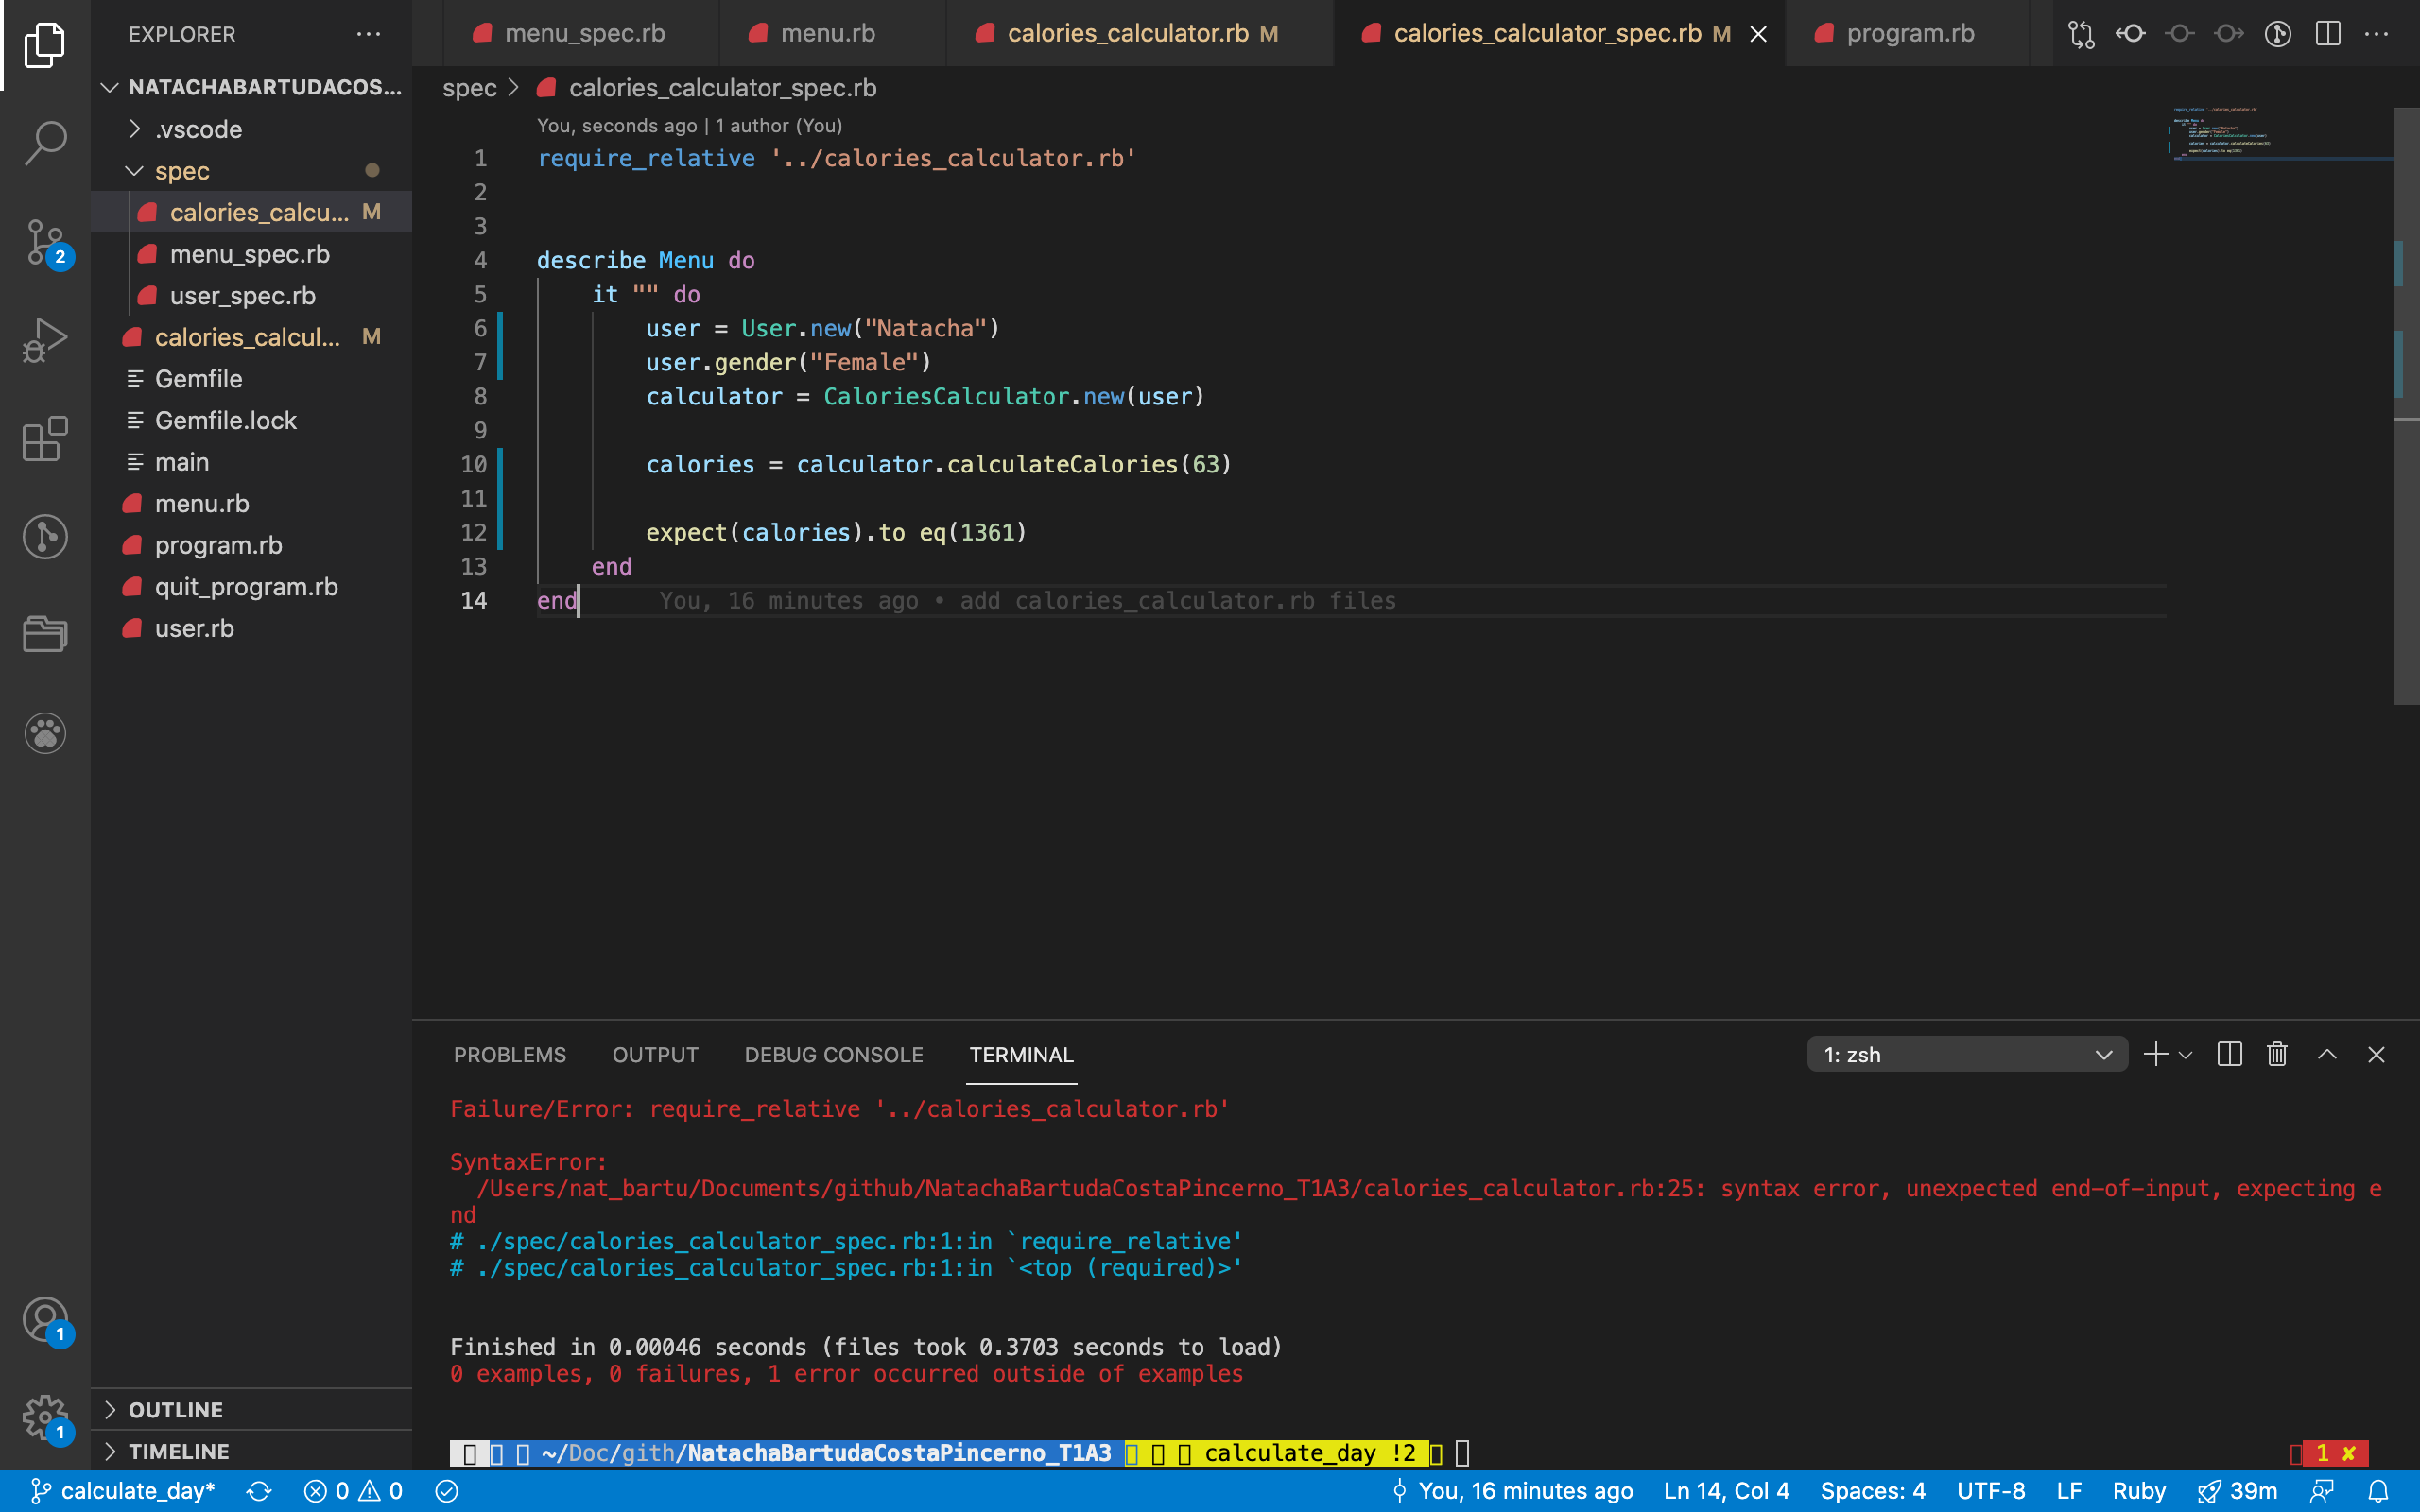 EXPLORER
NATACHABARTUDACOS...
.vscode
spec
calories_calcu... M
menu_spec.rb
user_spec.rb
calories_calcul... M
Gemfile
Gemfile.lock
main
menu.rb
program.rb
quit_program.rb
user.rb
OUTLINE
TIMELINE
2
1
1
menu_spec.rb
menu.rb
calories_calculator.rb M
calories_calculator_spec.rb M
program.rb
spec > calories_calculator_spec.rb
You, seconds ago | 1 author (You)
1 require_relative '../calories_calculator.rb'
2
3
4 describe Menu do
5 it "" do
6 user = User.new("Natacha")
7 user.gender("Female")
8 calculator = CaloriesCalculator.new(user)
9
10 calories = calculator.calculateCalories(63)
11
12 expect(calories).to eq(1361)
13 end
14 end You, 16 minutes ago • add calories_calculator.rb files
PROBLEMS OUTPUT DEBUG CONSOLE TERMINAL
1: zsh
Failure/Error: require_relative '../calories_calculator.rb'
SyntaxError:
/Users/nat_bartu/Documents/github/NatachaBartudaCostaPincerno_T1A3/calories_calculator.rb:25: syntax error, unexpected end-of-input, expecting e
nd
# ./spec/calories_calculator_spec.rb:1:in `require_relative'
# ./spec/calories_calculator_spec.rb:1:in `<top (required)>'
Finished in 0.00046 seconds (files took 0.3703 seconds to load)
0 examples, 0 failures, 1 error occurred outside of examples
~/Doc/gith/NatachaBartudaCostaPincerno_T1A3 calculate_day !2 1 ✘
calculate_day* 0 0 You, 16 minutes ago Ln 14, Col 4 Spaces: 4 UTF-8 LF Ruby 39m